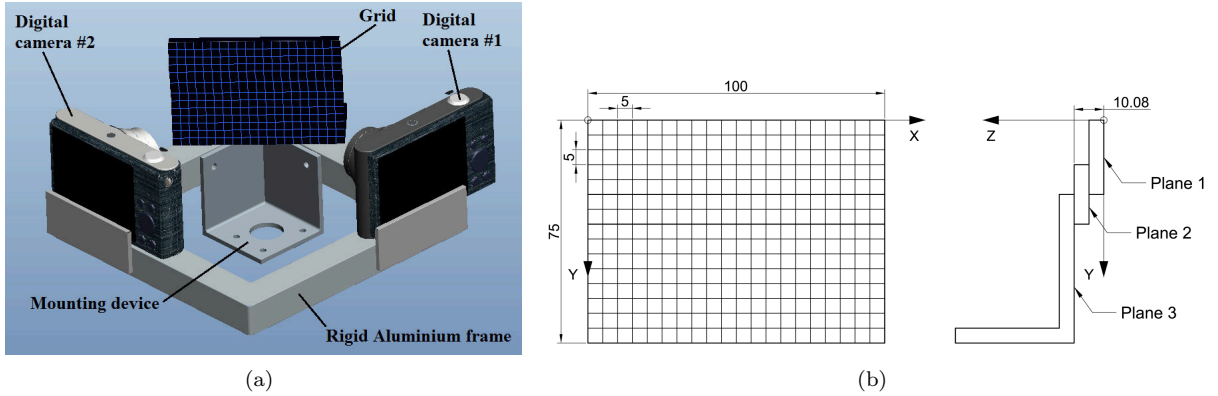 Digital
camera #2
Grid
Digital
camera #1
Mounting device
Rigid Aluminium frame
(a)
100
5
5
75
X
Y
Z
10.08
Plane 1
Plane 2
Y
Plane 3
(b)